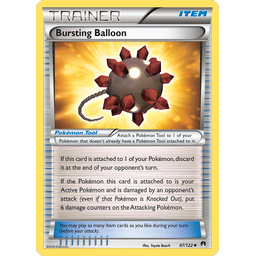 TRAINER ITEM
Bursting Balloon
Pokémon Tool
Attach a Pokémon Tool to 1 of your
Pokémon that doesn't already have a Pokémon Tool attached to it.
If this card is attached to 1 of your Pokémon, discard it
at the end of your opponent's turn.
If the Pokémon this card is attached to is your
Active Pokémon and is damaged by an opponent's
attack (even if that Pokémon is Knocked Out), put
6 damage counters on the Attacking Pokémon.
You may play as many Item cards as you like during your turn
(before your attack).
Illus. Toyste Beach
97/122